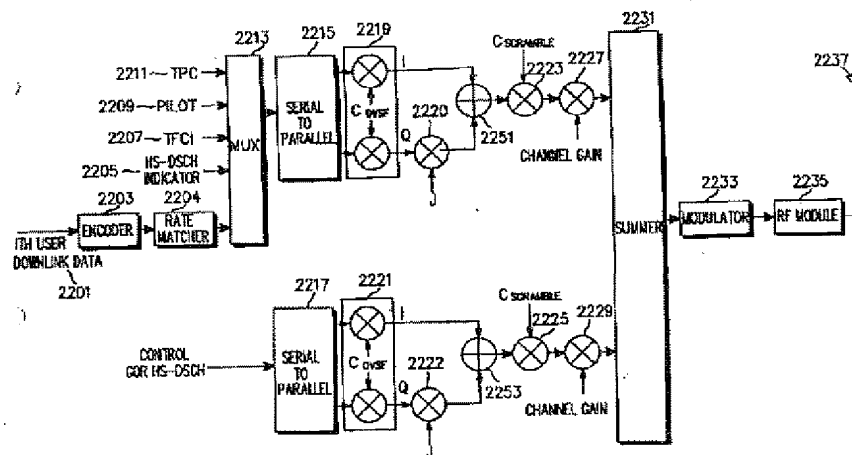 2231
2213
2215
2219
C SCRAMBLE
2227
2237
2211 TPC
I
2223
2209 PILOT
SERIAL TO PARALLEL
C OVSF
2220
2207 TFCI
MUX
Q
2251
2205 HS-DSCH INDICATOR
CHANNEL GAIN
J
2203
2204
2233
2235
ENCODER
RATE MATCHER
SUMMER
MODULATOR
RF MODULE
ITH USER DOWNLINK DATA
2201
2217
2221
C SCRAMBLE
2229
I
2225
CONTROL
GOR HS-DSCH
SERIAL TO PARALLEL
C OVSF
2222
Q
2253
CHANNEL GAIN